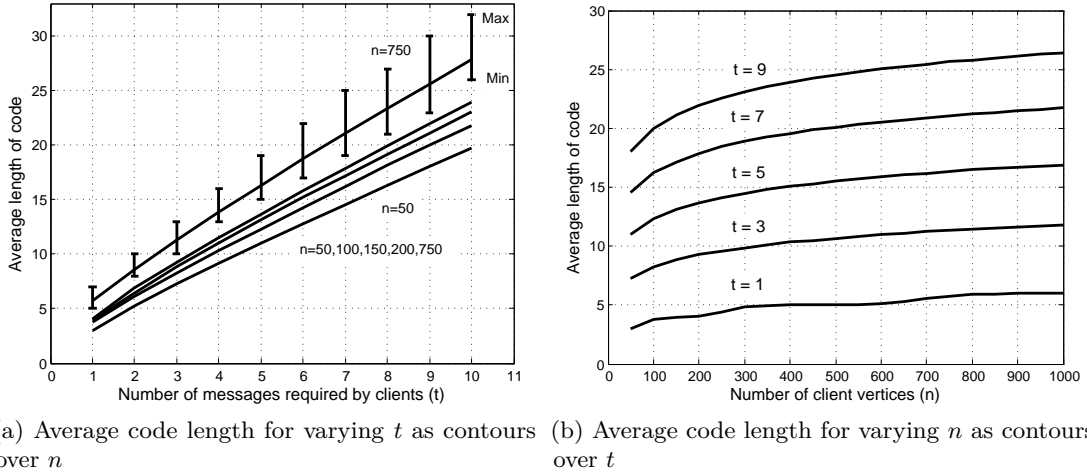 30
25
20
15
10
5
0
Average length of code
Max
Min
n=750
n=50
n=50,100,150,200,750
0 1 2 3 4 5 6 7 8 9 10 11
Number of messages required by clients (t)
30
25
20
15
10
5
0
Average length of code
t = 9
t = 7
t = 5
t = 3
t = 1
100 200 300 400 500 600 700 800 900 1000
Number of client vertices (n)
a) Average code length for varying t as contours
over n
(b) Average code length for varying n as contours
over t